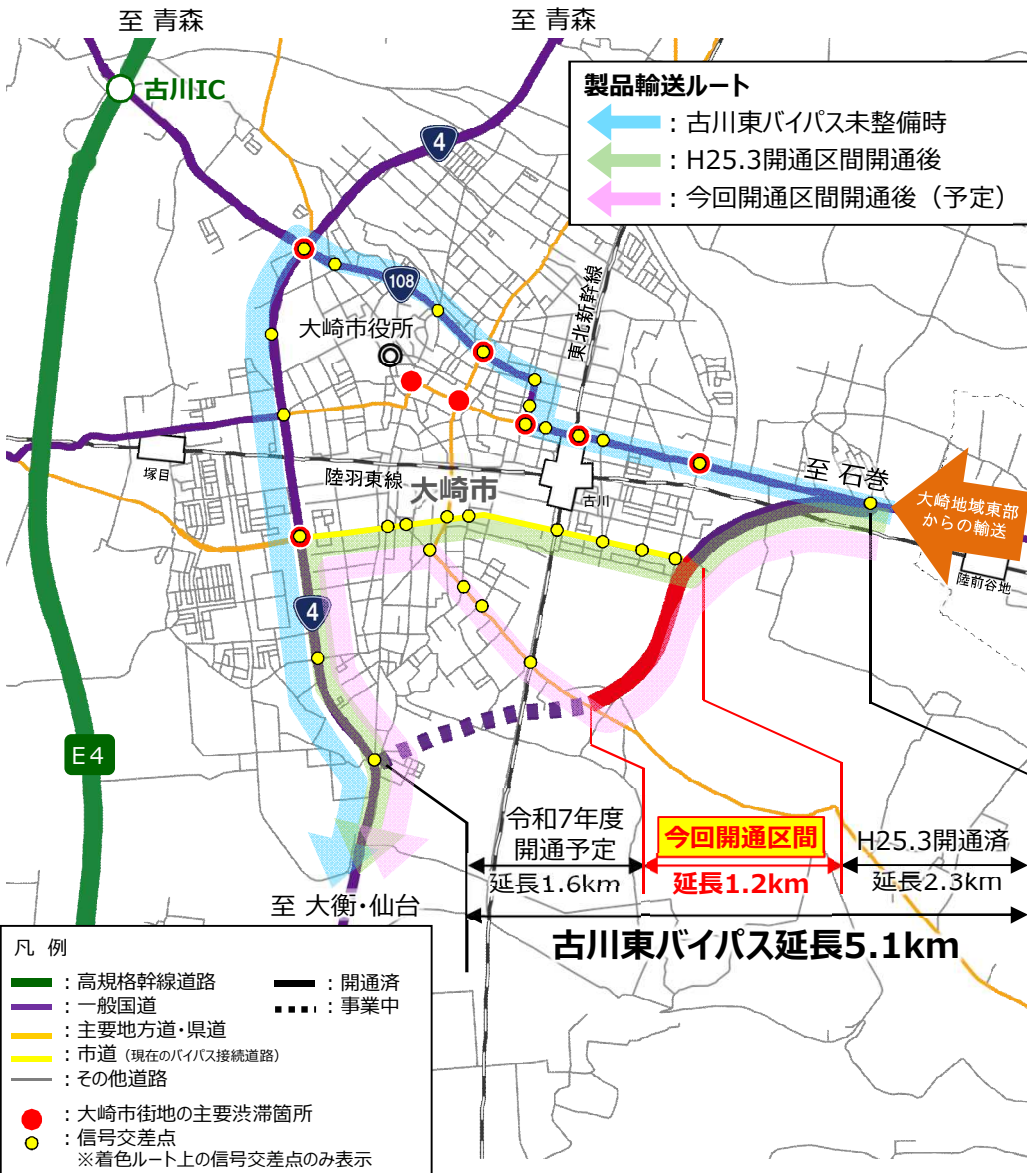 至 青森
至 青森
古川IC
製品輸送ルート
：古川東バイパス未整備時
：H25.3開通区間開通後
：今回開通区間開通後（予定）
4
108
東北新幹線
大崎市役所
塚目
陸羽東線
大崎市
古川
至 石巻
大崎地域東部
からの輸送
陸前谷地
4
E4
令和7年度
開通予定
延長1.6km
今回開通区間
延長1.2km
H25.3開通済
延長2.3km
至 大衡・仙台
古川東バイパス延長5.1km
凡 例
：高規格幹線道路
：開通済
：一般国道
：事業中
：主要地方道・県道
：市道（現在のバイパス接続道路）
：その他道路
：大崎市街地の主要渋滞箇所
：信号交差点
※着色ルート上の信号交差点のみ表示